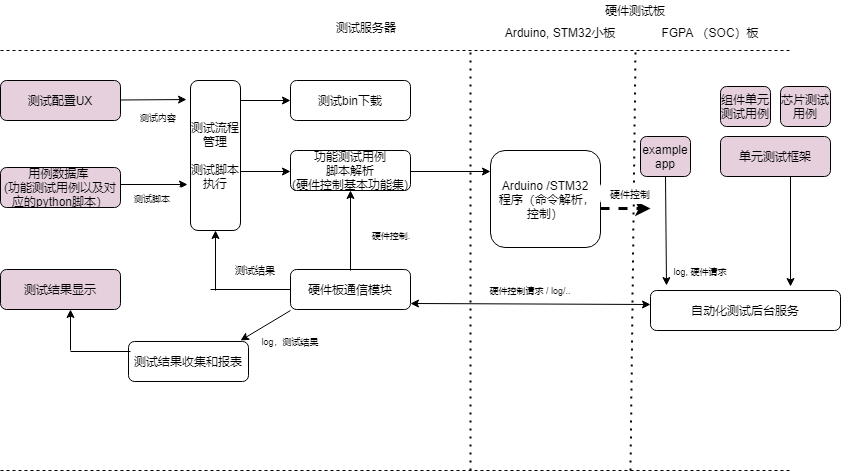 硬件测试板
测试服务器
Arduino, STM32小板
FGPA （SOC）板
测试配置UX
测试内容
测试流程
管理
测试脚本
执行
测试bin下载
组件单元
测试用例
芯片测试
用例
用例数据库
(功能测试用例以及对
应的python脚本）
测试脚本
功能测试用例
脚本解析
(硬件控制基本功能集)
Arduino /STM32
程序（命令解析，
控制）
硬件控制
example
app
单元测试框架
硬件控制.
测试结果
log, 硬件请求
测试结果显示
硬件板通信模块
硬件控制请求 / log/..
自动化测试后台服务
log，测试结果
测试结果收集和报表